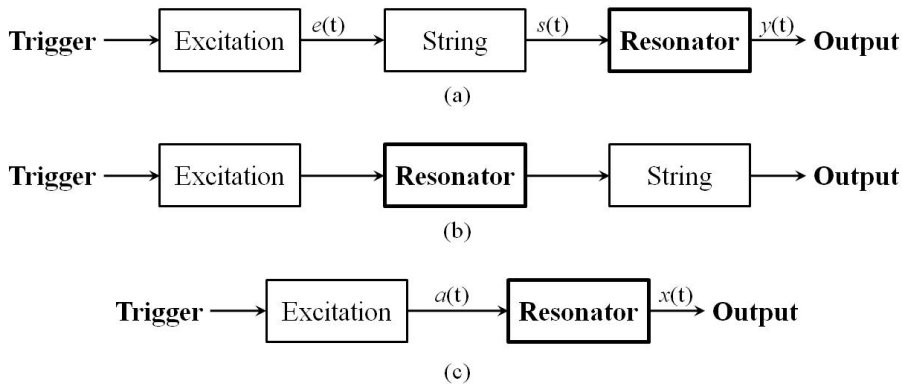 e(t) s(t) y(t)
Trigger Excitation String Resonator Output
(a)
Trigger Excitation Resonator String Output
(b)
a(t) x(t)
Trigger Excitation Resonator Output
(c)